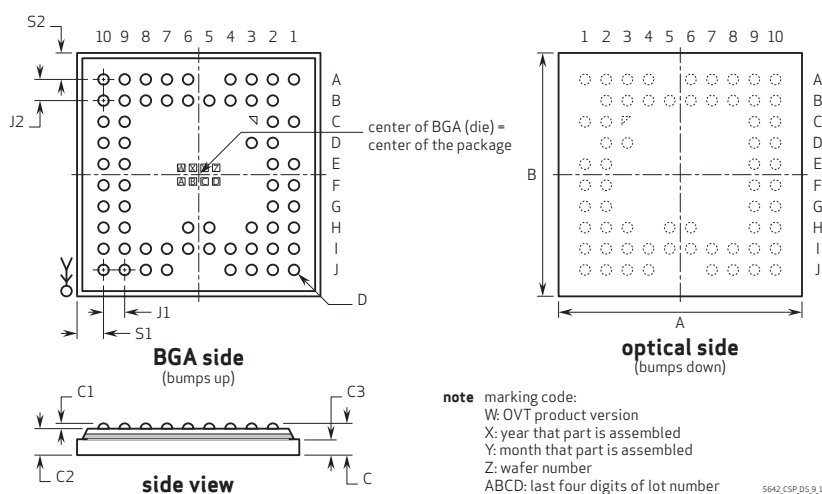 S2
10 9 8 7 6 5 4 3 2 1
1 2 3 4 5 6 7 8 9 10
A
B
C
D
E
F
G
H
I
J
J2
center of BGA (die) =
center of the package
W X Y Z
A B C D
D
J1
S1
BGA side
(bumps up)
B
A
B
C
D
E
F
G
H
I
J
A
optical side
(bumps down)
C1
C3
C2
C
side view
note marking code:
W: OVT product version
X: year that part is assembled
Y: month that part is assembled
Z: wafer number
ABCD: last four digits of lot number
5642_CSP_DS_9_1